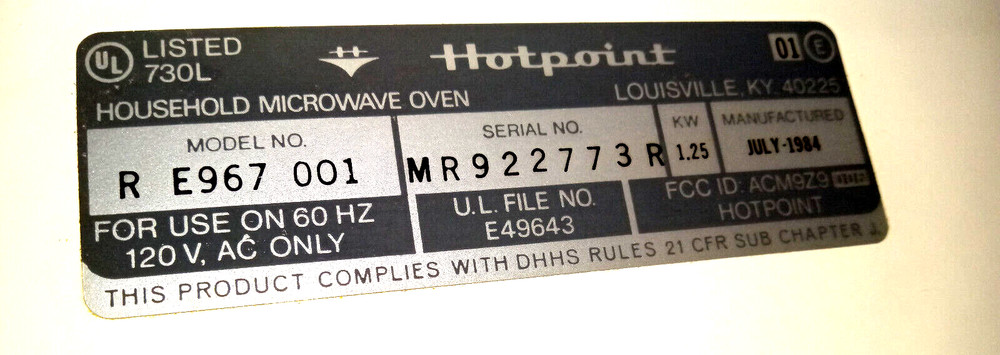 UL LISTED
730L
Hotpoint
01 E
HOUSEHOLD MICROWAVE OVEN
LOUISVILLE, KY. 40225
MODEL NO.
R E967 001
SERIAL NO.
MR922773R
KW
1.25
MANUFACTURED
JULY-1984
FOR USE ON 60 HZ
120 V, AC ONLY
U.L. FILE NO.
E49643
FCC ID: ACM9Z9
HOTPOINT
THIS PRODUCT COMPLIES WITH DHHS RULES 21 CFR SUB CHAPTER J.